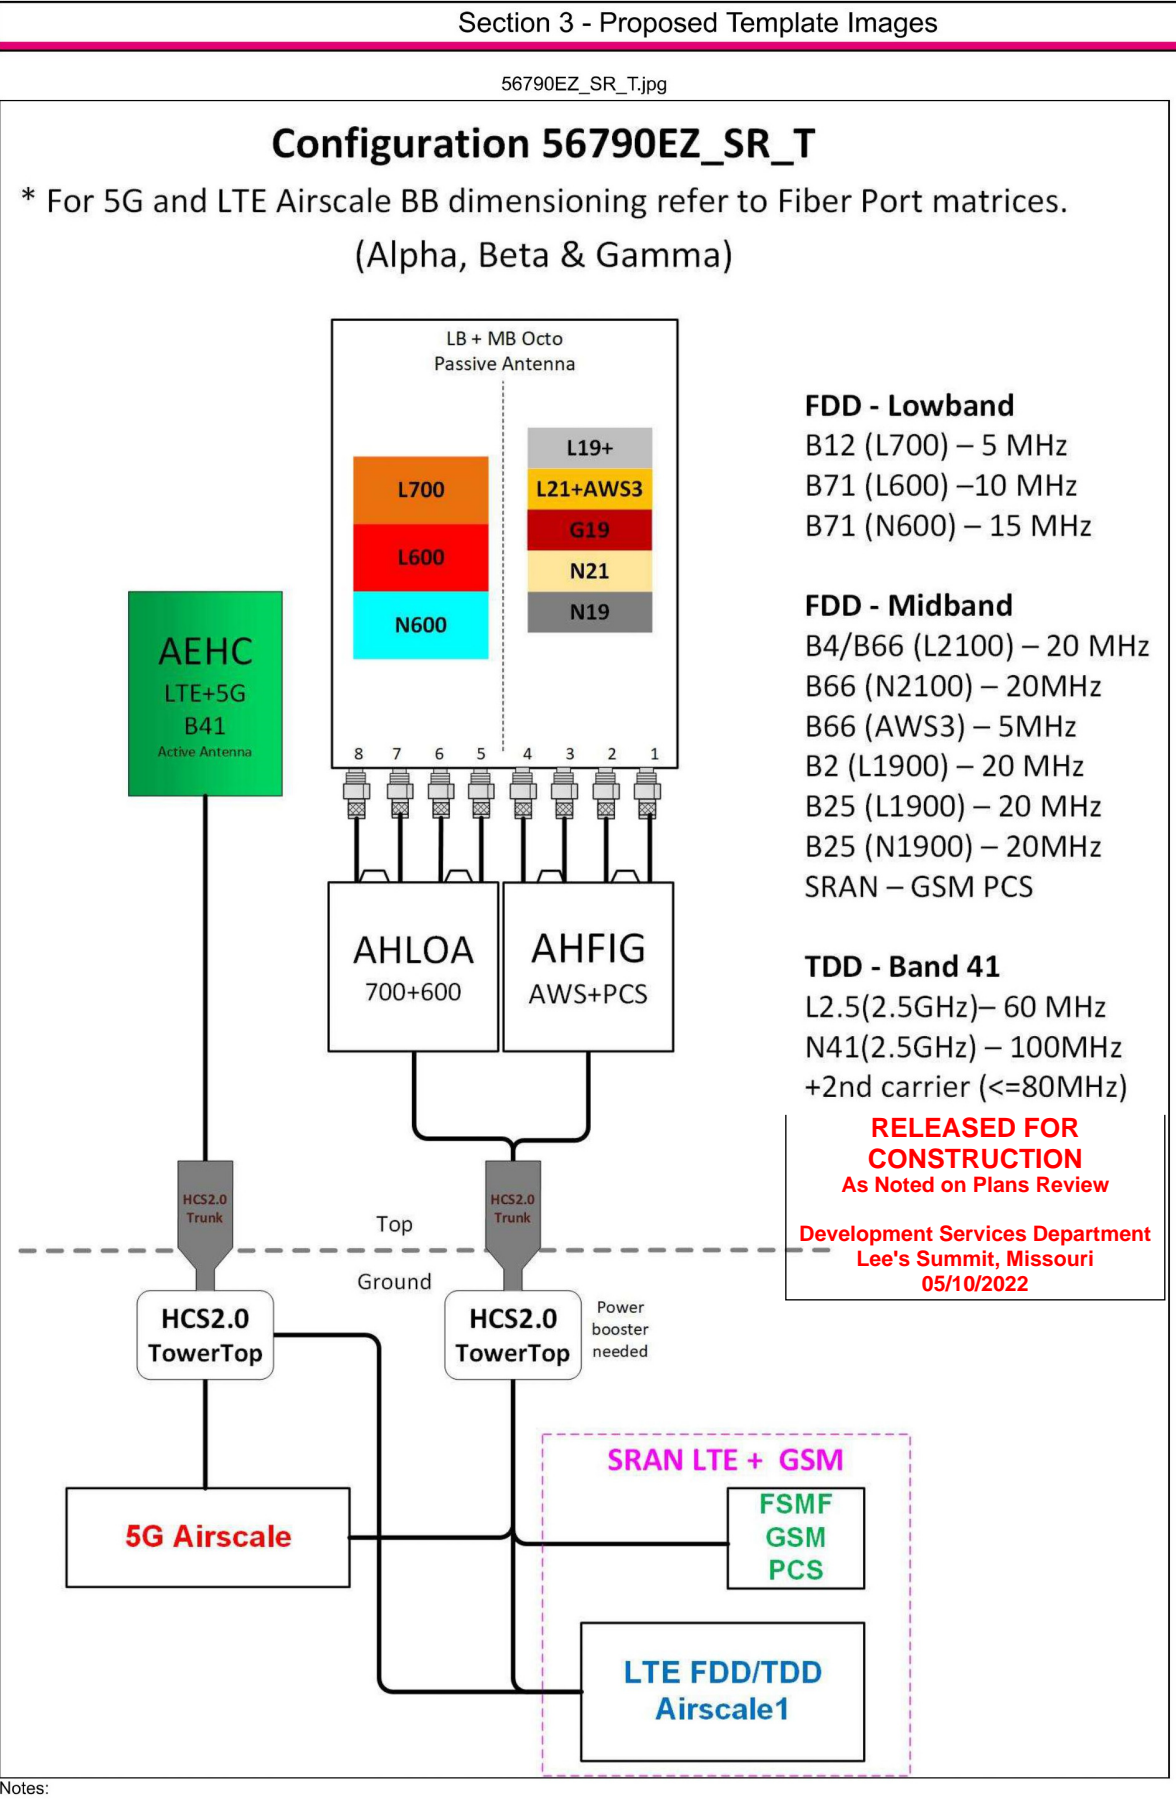 Section 3 - Proposed Template Images
56790EZ_SR_T.jpg
Configuration 56790EZ_SR_T
* For 5G and LTE Airscale BB dimensioning refer to Fiber Port matrices.
(Alpha, Beta & Gamma)
LB + MB Octo
Passive Antenna
L700
L600
N600
L19+
L21+AWS3
G19
N21
N19
8 7 6 5 4 3 2 1
AEHC
LTE+5G
B41
Active Antenna
AHLOA
700+600
AHFIG
AWS+PCS
FDD - Lowband
B12 (L700) – 5 MHz
B71 (L600) –10 MHz
B71 (N600) – 15 MHz
FDD - Midband
B4/B66 (L2100) – 20 MHz
B66 (N2100) – 20MHz
B66 (AWS3) – 5MHz
B2 (L1900) – 20 MHz
B25 (L1900) – 20 MHz
B25 (N1900) – 20MHz
SRAN – GSM PCS
TDD - Band 41
L2.5(2.5GHz)– 60 MHz
N41(2.5GHz) – 100MHz
+2nd carrier (<=80MHz)
RELEASED FOR
CONSTRUCTION
As Noted on Plans Review
Development Services Department
Lee's Summit, Missouri
05/10/2022
HCS2.0
Trunk
HCS2.0
Trunk
Top
Ground
HCS2.0
TowerTop
HCS2.0
TowerTop
Power
booster
needed
5G Airscale
SRAN LTE + GSM
FSMF
GSM
PCS
LTE FDD/TDD
Airscale1
Notes: